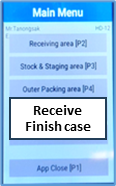 Main Menu
Mr.Tanongsak HD-12
Receiving area [P2]
Stock & Staging area [P3]
Outer Packing area [P4]
Receive
Finish case
App Close [P1]